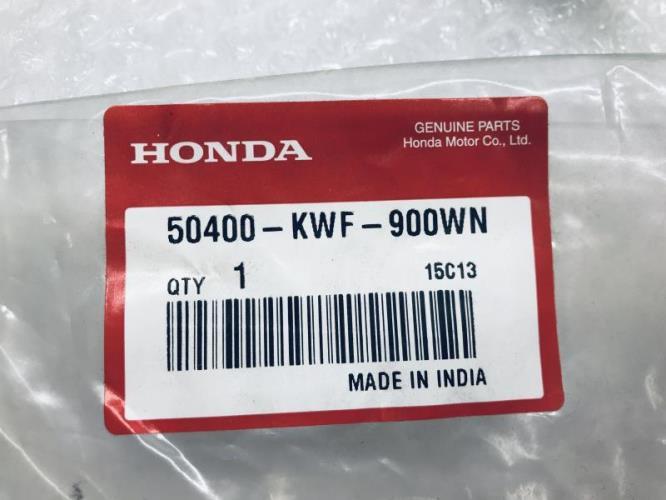 GENUINE PARTS
HONDA
Honda Motor Co., Ltd.
50400-KWF-900WN
QTY 1
15C13
MADE IN INDIA